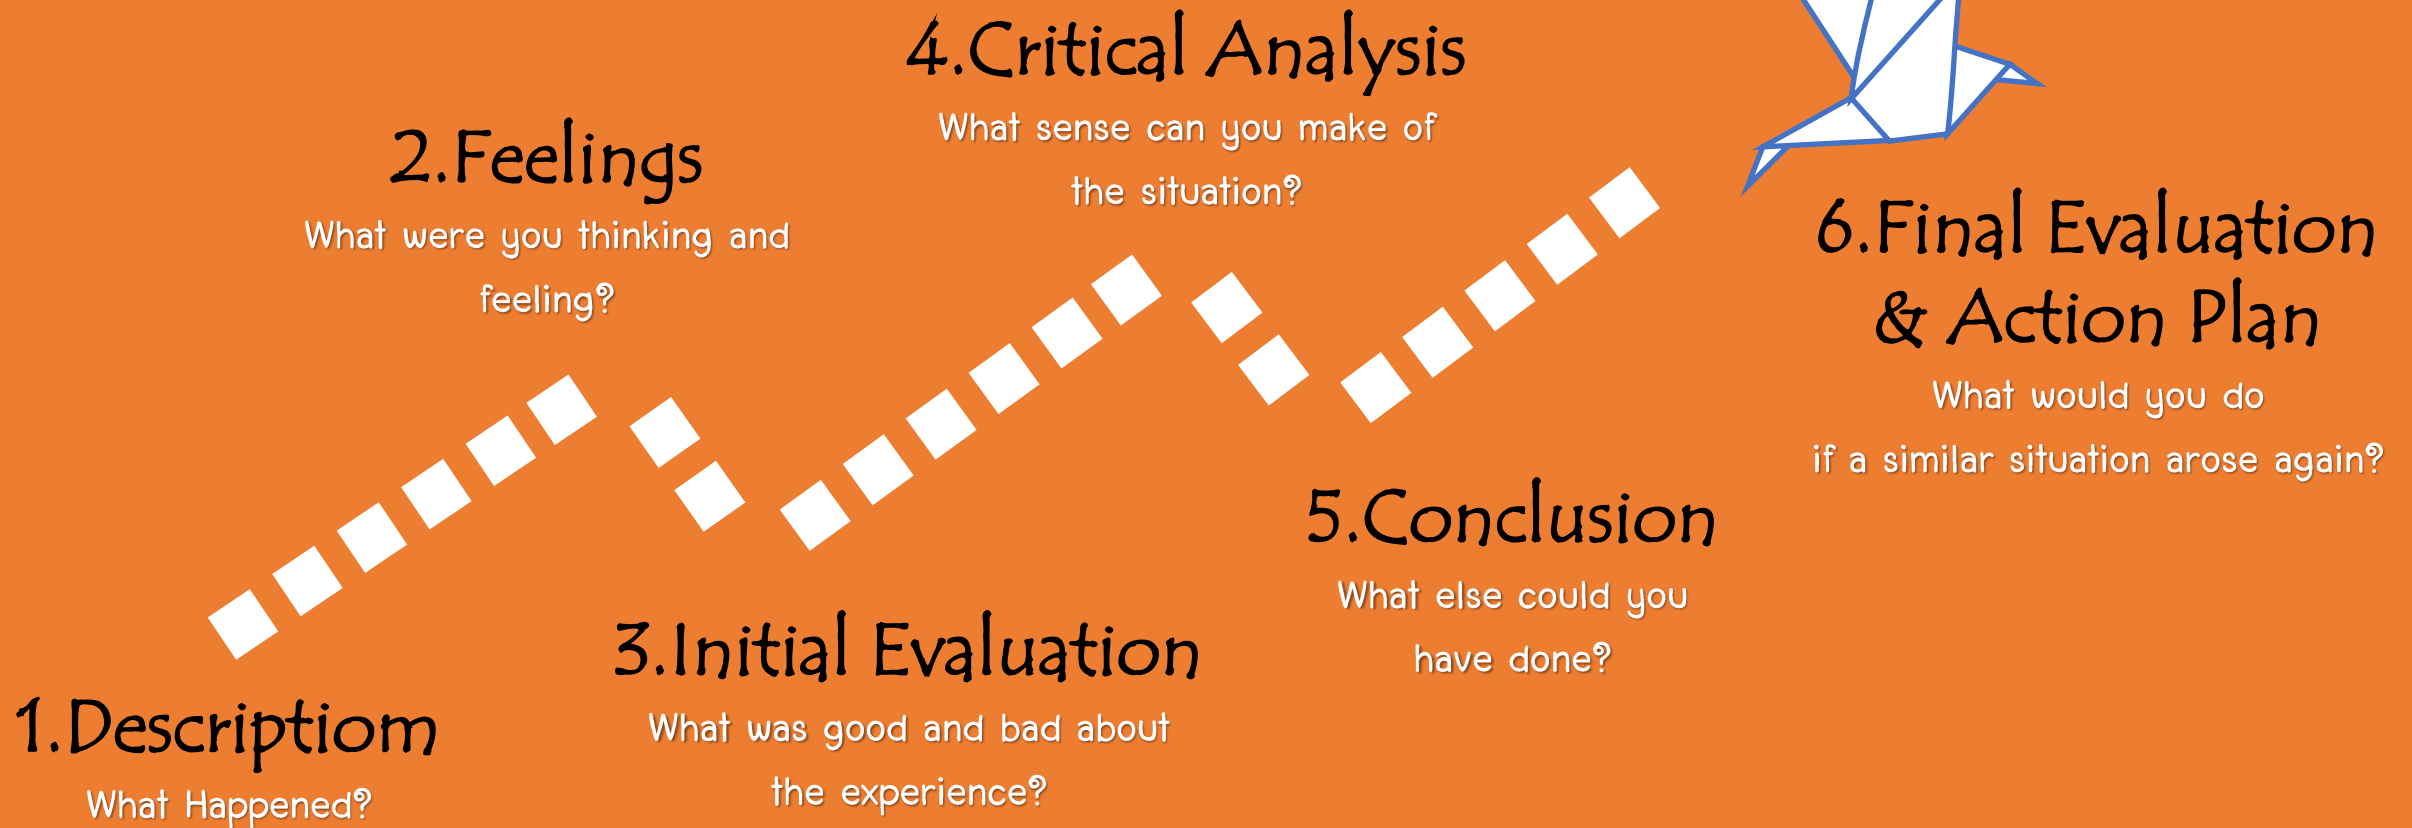 1.Descriptiom
What Happened?
2.Feelings
What were you thinking and
feeling?
3.Initial Evaluation
What was good and bad about
the experience?
4.Critical Analysis
What sense can you make of
the situation?
5.Conclusion
What else could you
have done?
6.Final Evaluation
& Action Plan
What would you do
if a similar situation arose again?